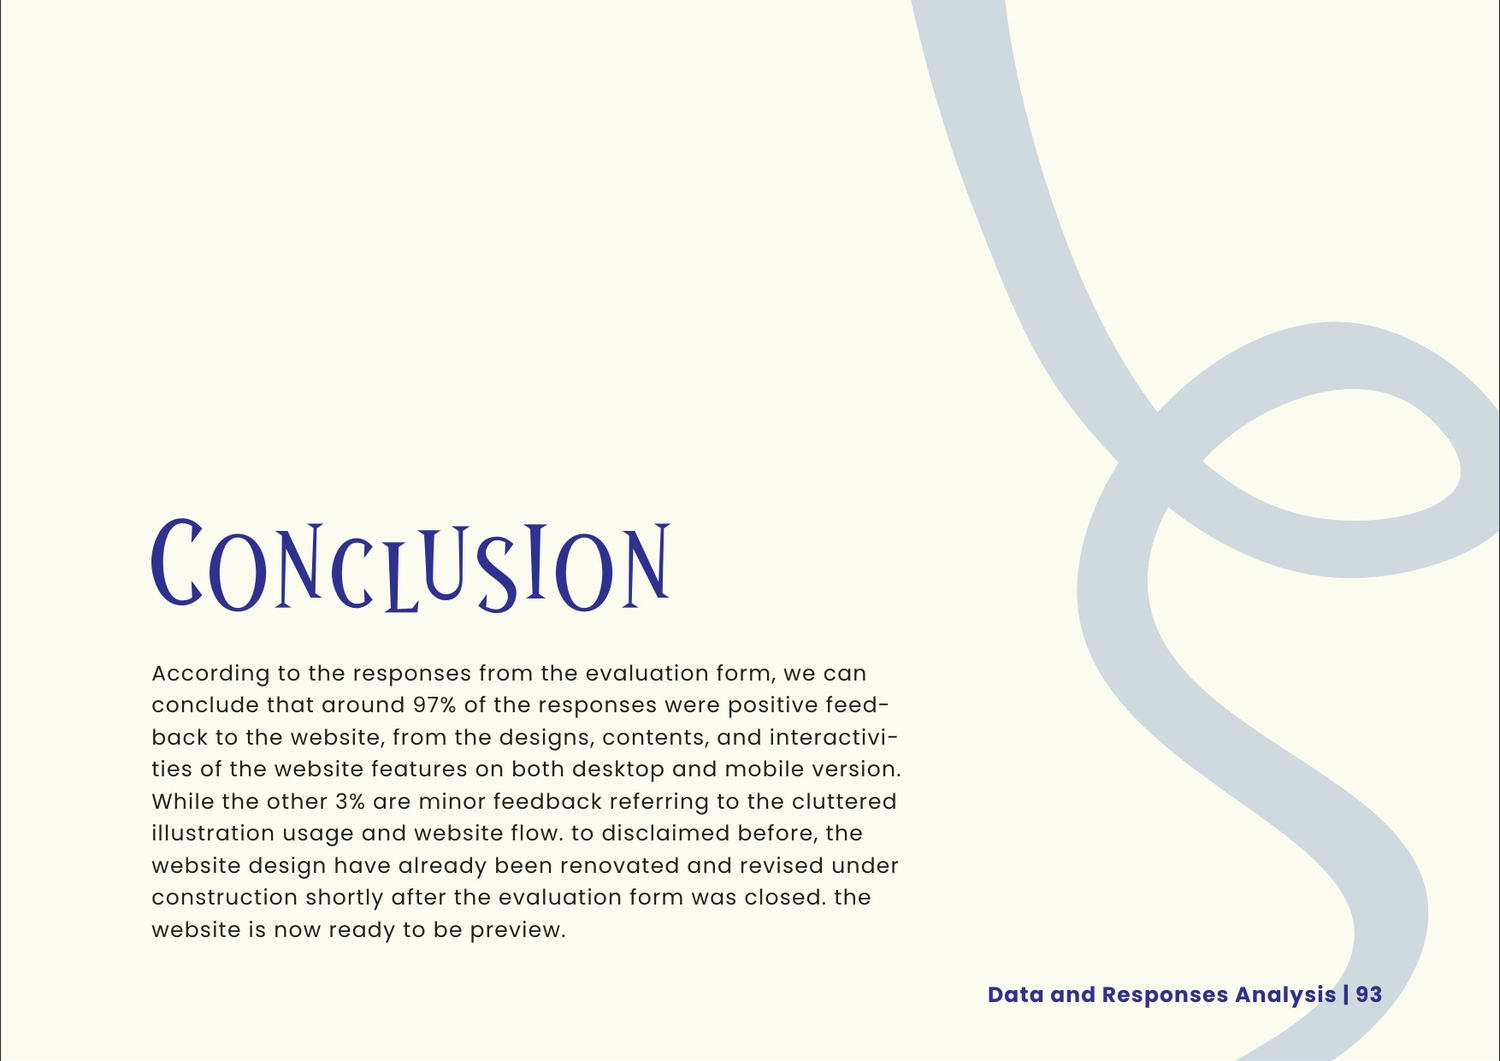 CONCLUSION
According to the responses from the evaluation form, we can
conclude that around 97% of the responses were positive feed-
back to the website, from the designs, contents, and interactivi-
ties of the website features on both desktop and mobile version.
While the other 3% are minor feedback referring to the cluttered
illustration usage and website flow. to disclaimed before, the
website design have already been renovated and revised under
construction shortly after the evaluation form was closed. the
website is now ready to be preview.
Data and Responses Analysis | 93